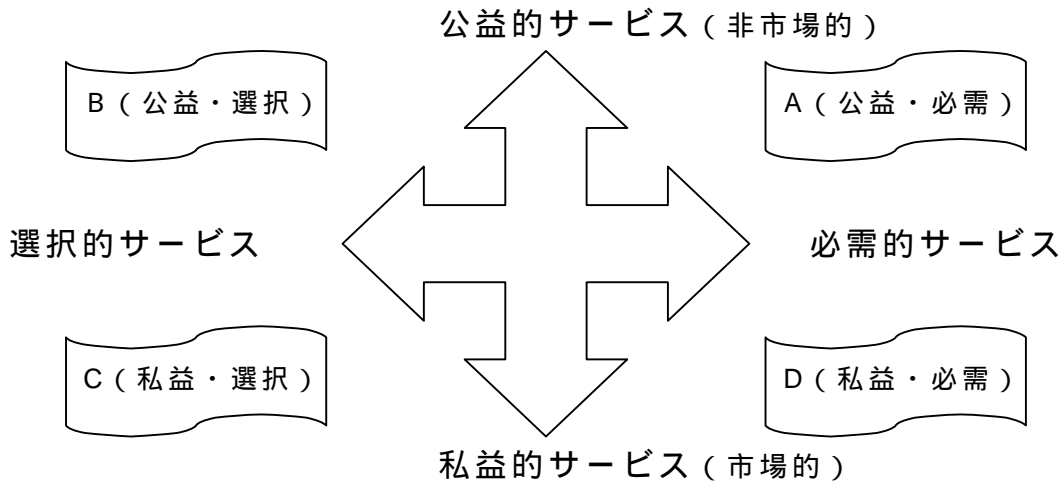 公益的サービス（非市場的）
B（公益・選択）
A（公益・必需）
選択的サービス
必需的サービス
C（私益・選択）
D（私益・必需）
私益的サービス（市場的）